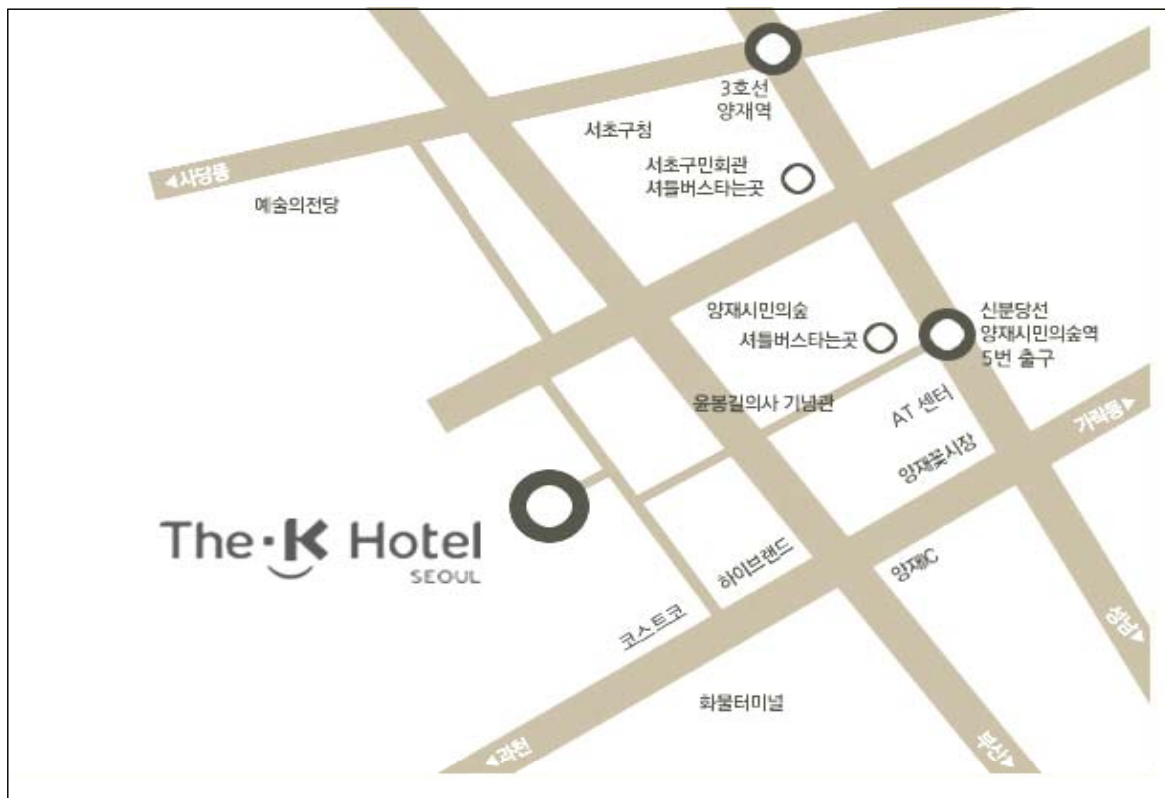 3호선
양재역
서초구청
서초구민회관
셔틀버스타는곳
◀사당동
예술의전당
양재시민의숲
셔틀버스타는곳
신분당선
양재시민의숲역
5번 출구
윤봉길의사 기념관
AT 센터
가락동▶
양재꽃시장
The·K Hotel
SEOUL
하이브랜드
양재IC
코스트코
성남▶
화물터미널
◀과천
부산▶